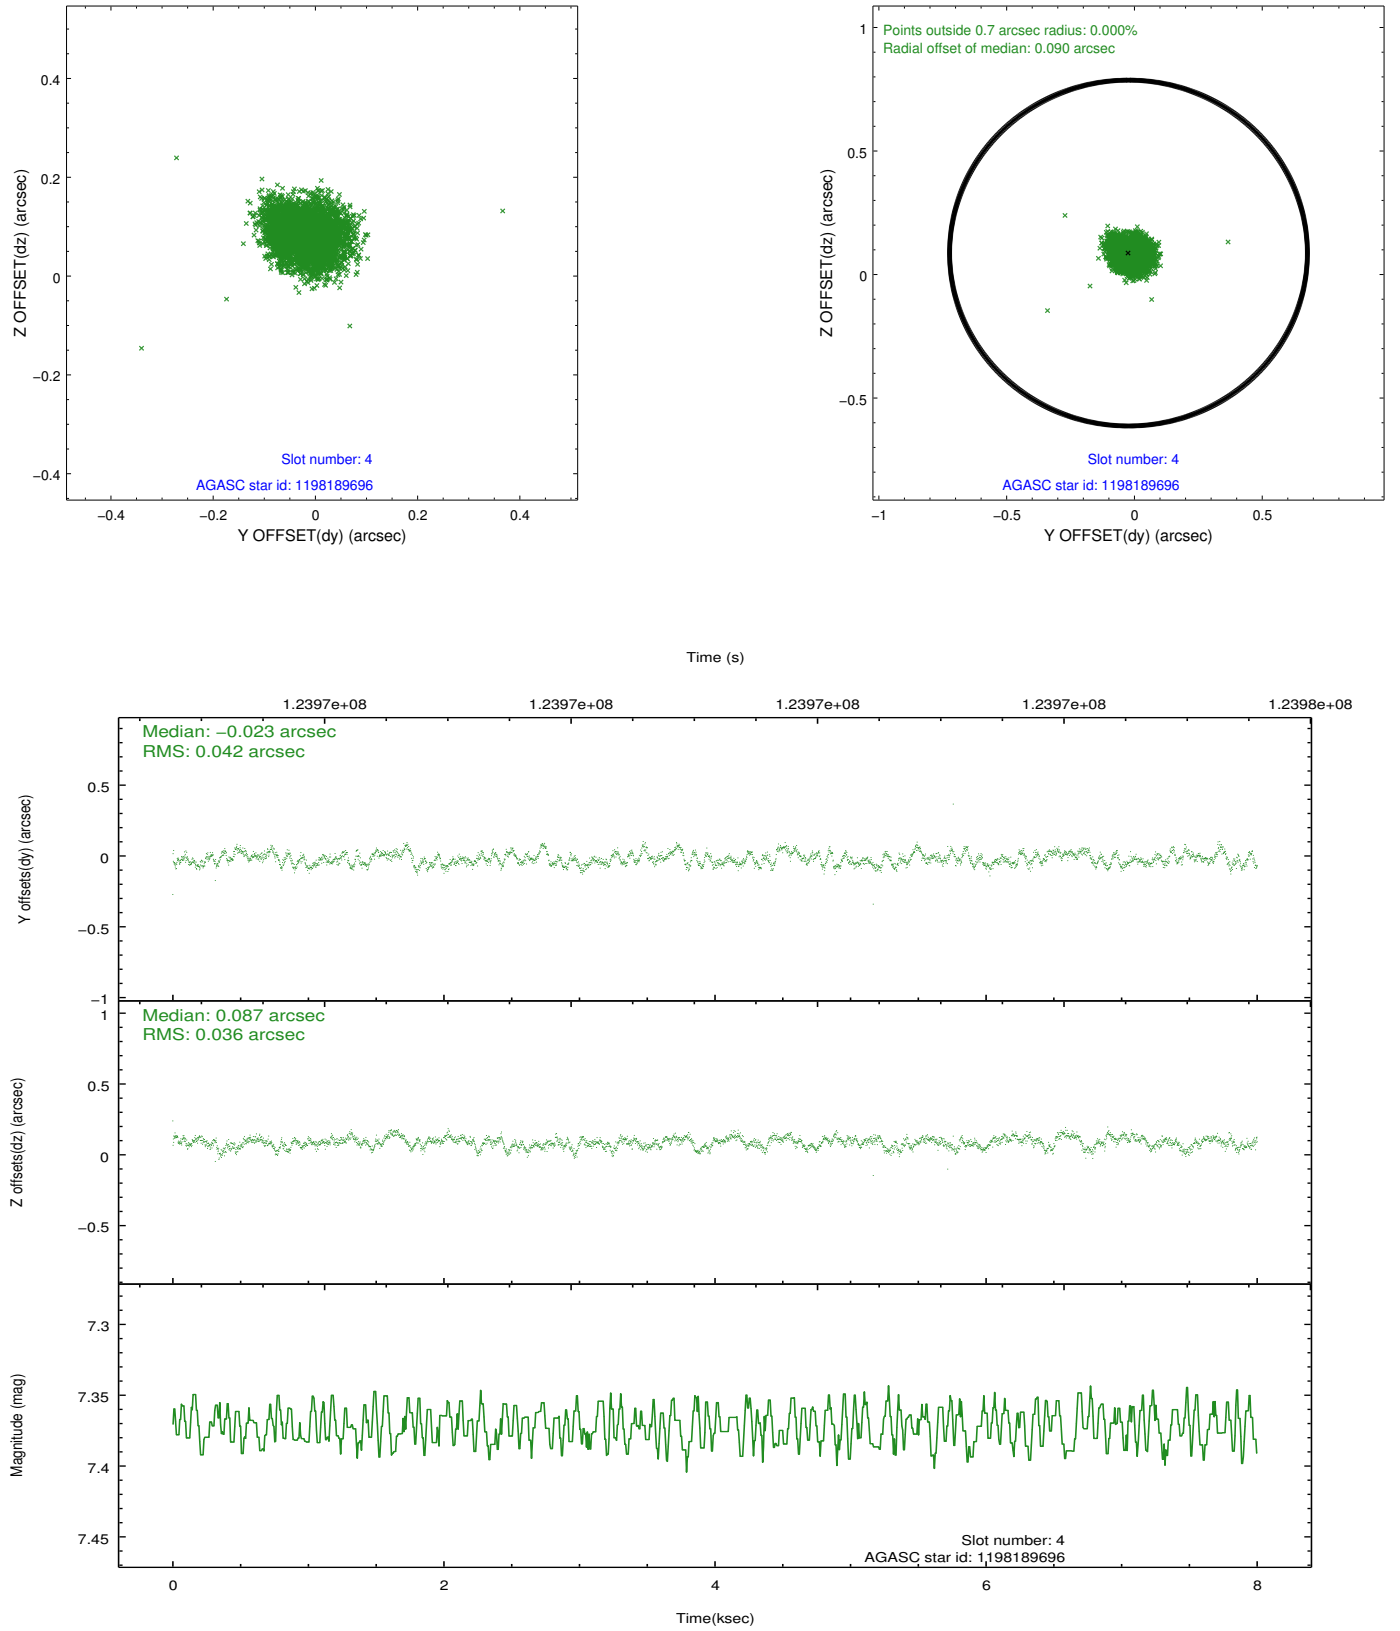 0.4
0.2
0
−0.2
−0.4
Z OFFSET(dz) (arcsec)
Slot number: 4
AGASC star id: 1198189696
−0.4
−0.2
0
0.2
0.4
Y OFFSET(dy) (arcsec)
Points outside 0.7 arcsec radius: 0.000%
Radial offset of median: 0.090 arcsec
1
0.5
0
−0.5
Z OFFSET(dz) (arcsec)
Slot number: 4
AGASC star id: 1198189696
−1
−0.5
0
0.5
Y OFFSET(dy) (arcsec)
Time (s)
1.2397e+08
1.2397e+08
1.2397e+08
1.2397e+08
1.2398e+08
Median: −0.023 arcsec
RMS: 0.042 arcsec
0.5
0
−0.5
−1
Y offsets(dy) (arcsec)
Median: 0.087 arcsec
RMS: 0.036 arcsec
1
0.5
0
−0.5
Z offsets(dz) (arcsec)
7.3
7.35
7.4
7.45
Magnitude (mag)
Slot number: 4
AGASC star id: 1198189696
0
2
4
6
8
Time(ksec)